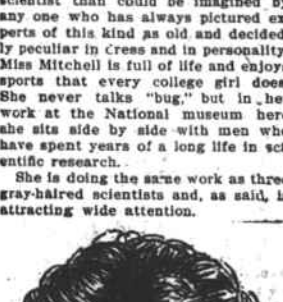 scientist than could be imagined by
any one who has always pictured ex
perts of this kind as old and decided
ly peculiar in dress and in personality
Miss Mitchell is full of life and enjoys
sports that every college girl does
She never talks "bug," but in her
work at the National museum her
she sits side by side with men who
have spent years of a long life in sci
entific research.
She is doing the same work as three
gray-haired scientists and, as said, is
attracting wide attention.